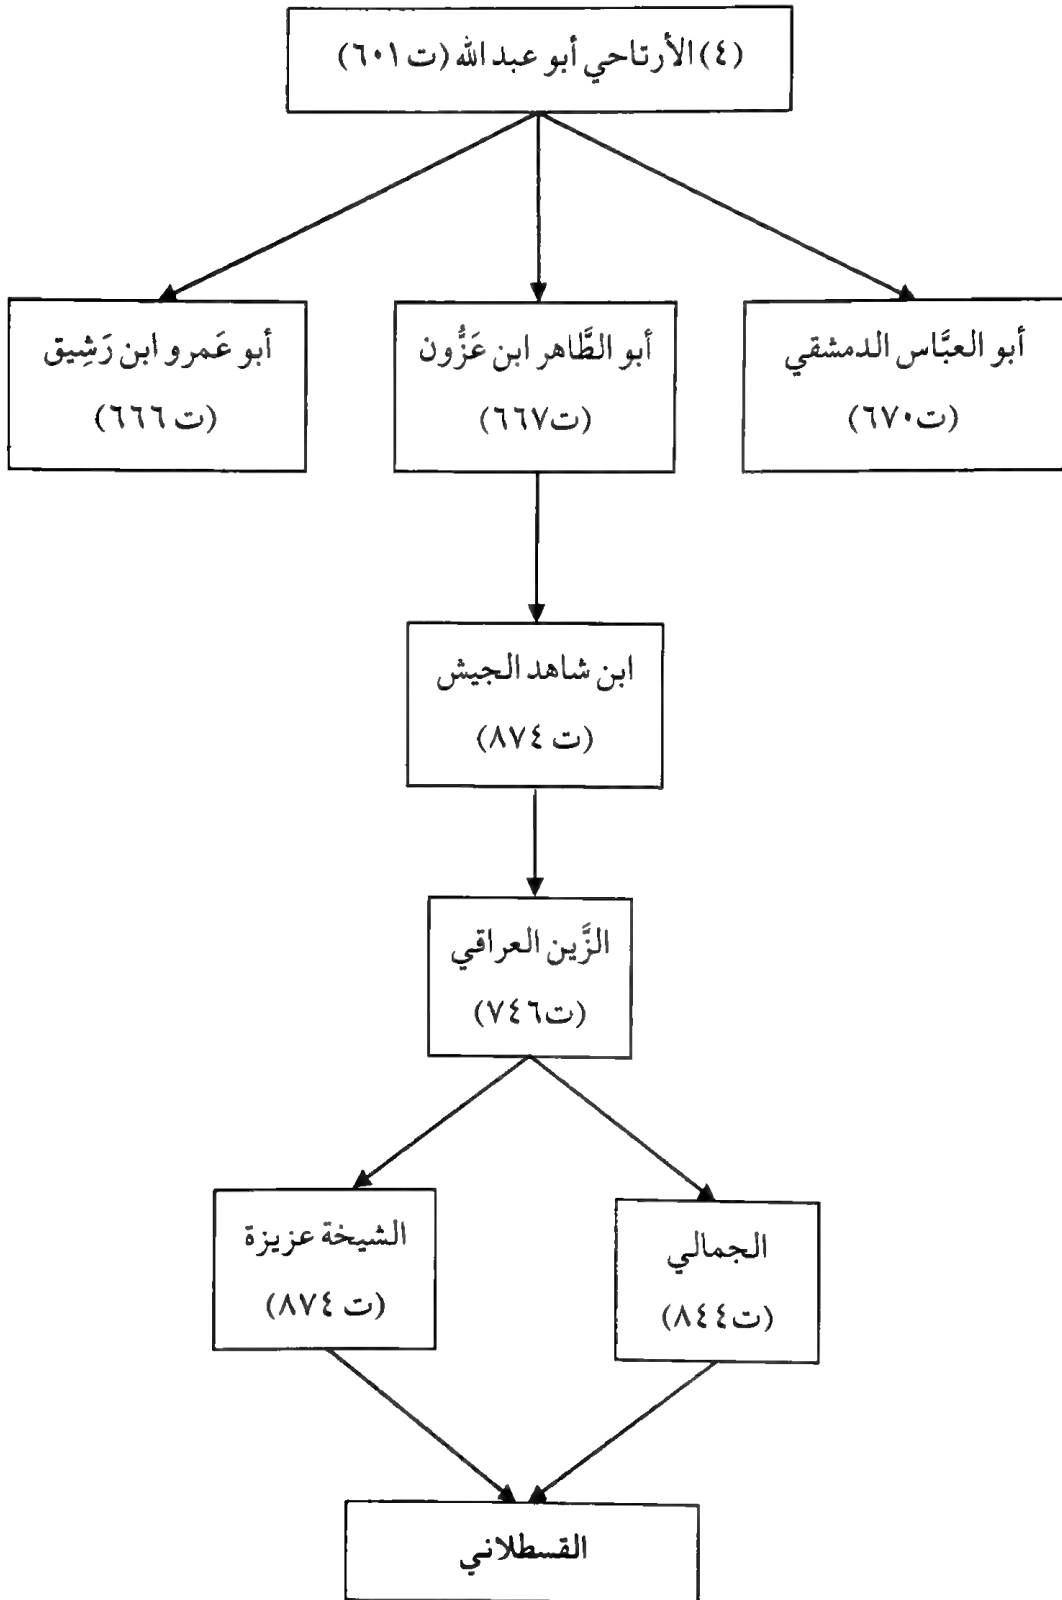 (٤) الأرتاحي أبو عبد الله (ت ٦٠١)
أبو العبَّاس الدمشقي
(ت٦٧٠)
أبو الطَّاهر ابن عَزُّون
(ت٦٦٧)
أبو عَمرو ابن رَشِيق
(ت ٦٦٦)
ابن شاهد الجيش
(ت ٨٧٤)
الزَّين العراقي
(ت٧٤٦)
الجمالي
(ت٨٤٤)
الشيخة عزيزة
(ت ٨٧٤)
القسطلاني